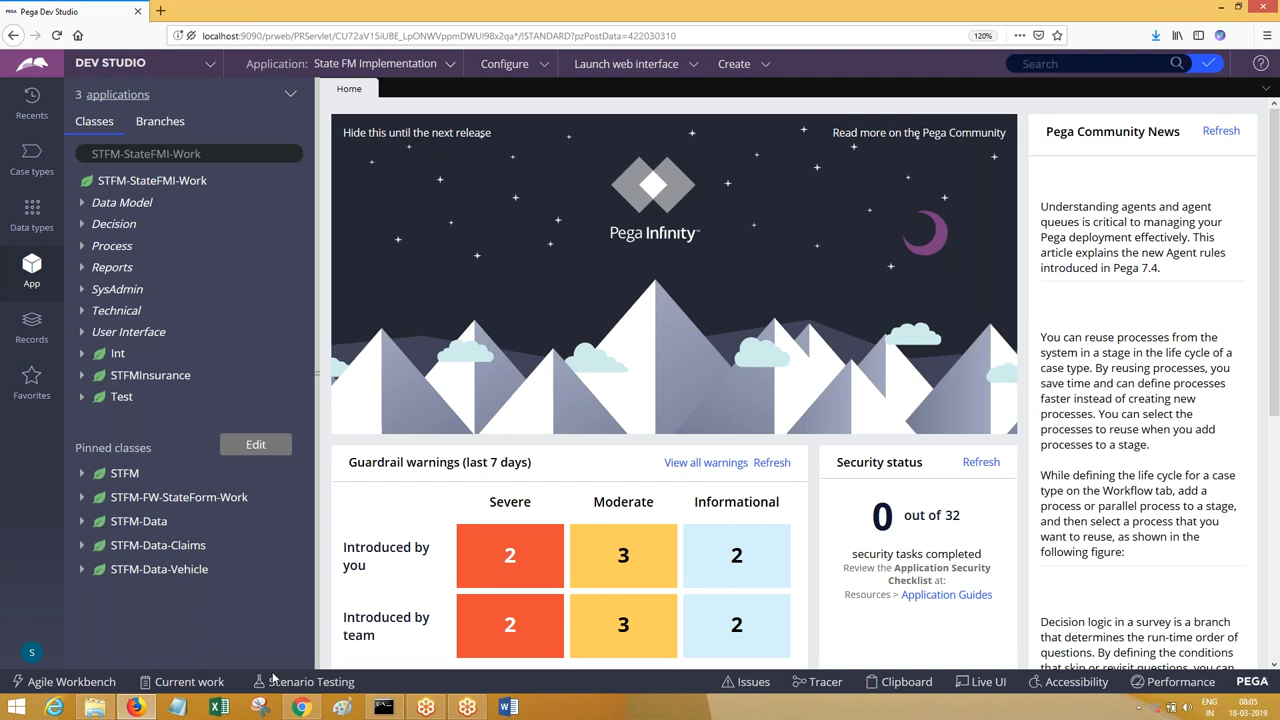 Pega Dev Studio
localhost:9090/prweb/PRServlet/CU72aV15iUBE_LpONWVppmDWUl98x2qa*/!STANDARD?pzPostData=422030310
120%
DEV STUDIO
Application: State FM Implementation
Configure
Launch web interface
Create
Search
3 applications
Home
Recents
Classes
Branches
Case types
STFM-StateFMI-Work
STFM-StateFMI-Work
Data types
Data Model
Decision
App
Process
Reports
Records
SysAdmin
Technical
Favorites
User Interface
Int
STFMInsurance
Test
Pinned classes
Edit
STFM
STFM-FW-StateForm-Work
STFM-Data
STFM-Data-Claims
STFM-Data-Vehicle
S
Hide this until the next release
Read more on the Pega Community
Pega Infinity™
Guardrail warnings (last 7 days)
View all warnings
Refresh
Severe
Moderate
Informational
Introduced by you
2
3
2
Introduced by team
2
3
2
Security status
Refresh
0 out of 32
security tasks completed
Review the Application Security
Checklist at:
Resources > Application Guides
Pega Community News
Refresh
Understanding agents and agent
queues is critical to managing your
Pega deployment effectively. This
article explains the new Agent rules
introduced in Pega 7.4.
You can reuse processes from the
system in a stage in the life cycle of a
case type. By reusing processes, you
save time and can define processes
faster instead of creating new
processes. You can select the
processes to reuse when you add
processes to a stage.
While defining the life cycle for a case
type on the Workflow tab, add a
process or parallel process to a stage,
and then select a process that you
want to reuse, as shown in the
following figure:
Decision logic in a survey is a branch
that determines the run-time order of
questions. By defining the conditions
that skip or revisit questions, you can
Agile Workbench
Current work
Scenario Testing
Issues
Tracer
Clipboard
Live UI
Accessibility
Performance
PEGA
ENG
IN
08:05
18-03-2019